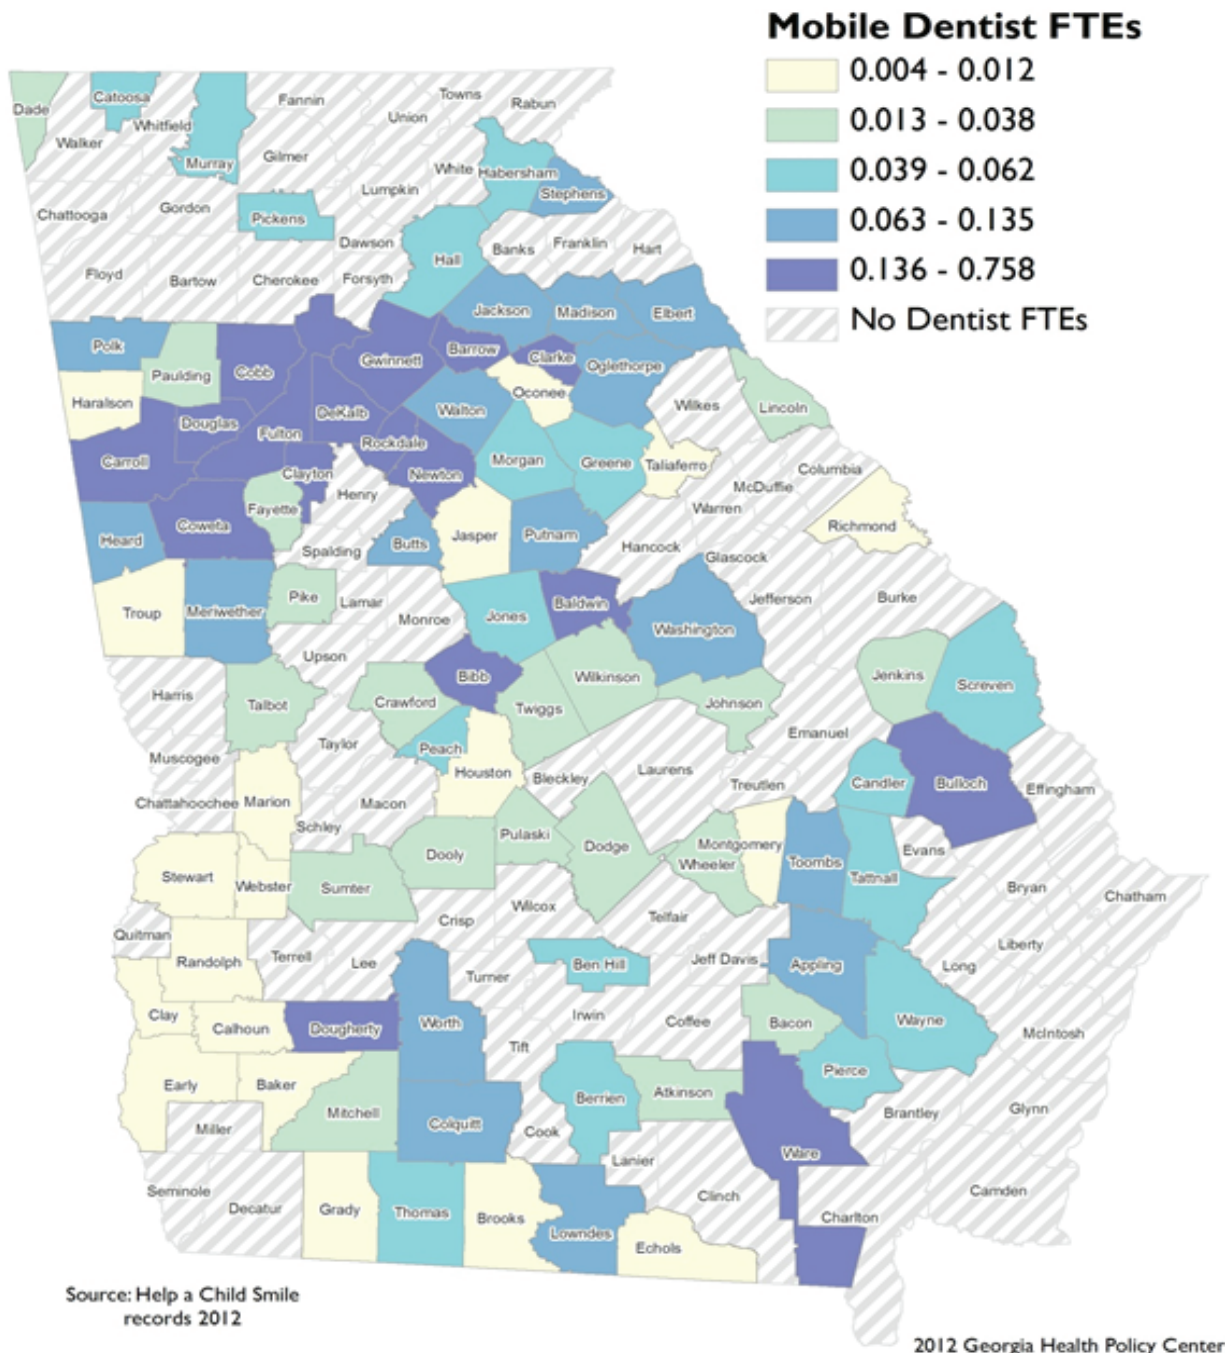 Mobile Dentist FTEs
0.004 - 0.012
0.013 - 0.038
0.039 - 0.062
0.063 - 0.135
0.136 - 0.758
No Dentist FTEs
Dade
Catoosa
Whitfield
Walker
Murray
Fannin
Gilmer
Union
Towns
Rabun
White
Habersham
Stephens
Lumpkin
Chattooga
Gordon
Pickens
Dawson
Hall
Banks
Franklin
Hart
Floyd
Bartow
Cherokee
Forsyth
Jackson
Madison
Elbert
Polk
Paulding
Cobb
Gwinnett
Barrow
Clarke
Oglethorpe
Haralson
Oconee
Wilkes
Lincoln
Douglas
Fulton
DeKalb
Walton
Rockdale
Carroll
Clayton
Newton
Morgan
Greene
Taliaferro
Columbia
McDuffie
Warren
Richmond
Henry
Fayette
Coweta
Heard
Spalding
Butts
Jasper
Putnam
Hancock
Glascock
Troup
Meriwether
Pike
Lamar
Monroe
Jones
Baldwin
Washington
Jefferson
Burke
Upson
Bibb
Wilkinson
Jenkins
Screven
Harris
Talbot
Crawford
Twiggs
Johnson
Taylor
Peach
Emanuel
Muscogee
Houston
Bleckley
Laurens
Treutlen
Candler
Bulloch
Effingham
Chattahoochee
Marion
Macon
Schley
Pulaski
Dooly
Dodge
Montgomery
Wheeler
Toombs
Tattnall
Evans
Stewart
Webster
Sumter
Bryan
Chatham
Crisp
Wilcox
Telfair
Quitman
Randolph
Terrell
Lee
Turner
Ben Hill
Jeff Davis
Appling
Long
Liberty
Clay
Calhoun
Dougherty
Worth
Irwin
Coffee
Bacon
Wayne
McIntosh
Tift
Early
Baker
Mitchell
Colquitt
Berrien
Atkinson
Pierce
Brantley
Glynn
Miller
Cook
Lanier
Ware
Seminole
Decatur
Grady
Thomas
Brooks
Lowndes
Clinch
Charlton
Camden
Echols
Source: Help a Child Smile
records 2012
2012 Georgia Health Policy Center